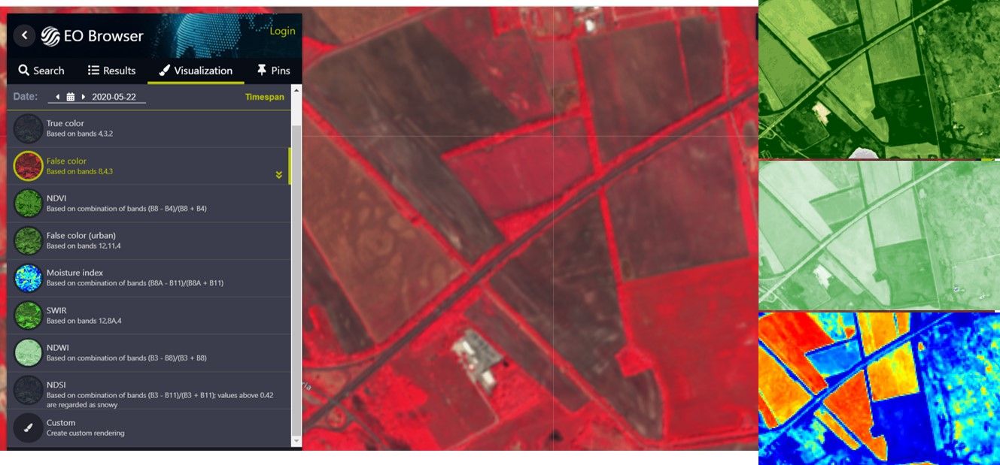 EO Browser
Login
Search
Results
Visualization
Pins
Date:
2020-05-22
Timespan
True color
Based on bands 4,3,2
False color
Based on bands 8,4,3
NDVI
Based on combination of bands (B8 - B4)/(B8 + B4)
False color (urban)
Based on bands 12,11,4
Moisture index
Based on combination of bands (B8A - B11)/(B8A + B11)
SWIR
Based on bands 12,8A,4
NDWI
Based on combination of bands (B3 - B8)/(B3 + B8)
NDSI
Based on combination of bands (B3 - B11)/(B3 + B11); values above 0.42
are regarded as snowy
Custom
Create custom rendering